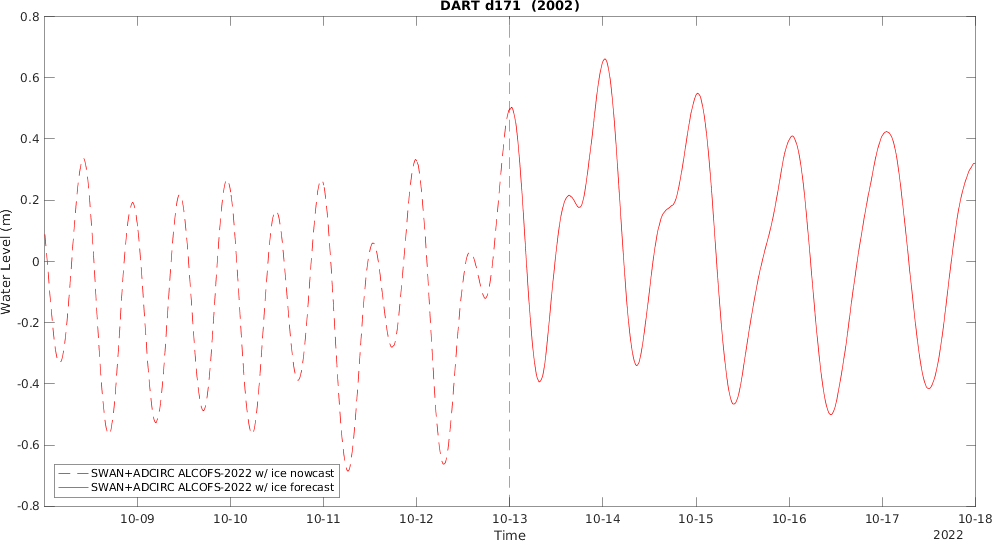 DART d171 (2002)
0.8
0.6
0.4
0.2
0
-0.2
-0.4
-0.6
-0.8
Water Level (m)
SWAN+ADCIRC ALCOFS-2022 w/ ice nowcast
SWAN+ADCIRC ALCOFS-2022 w/ ice forecast
10-09 10-10 10-11 10-12 10-13 10-14 10-15 10-16 10-17 10-18
Time
2022